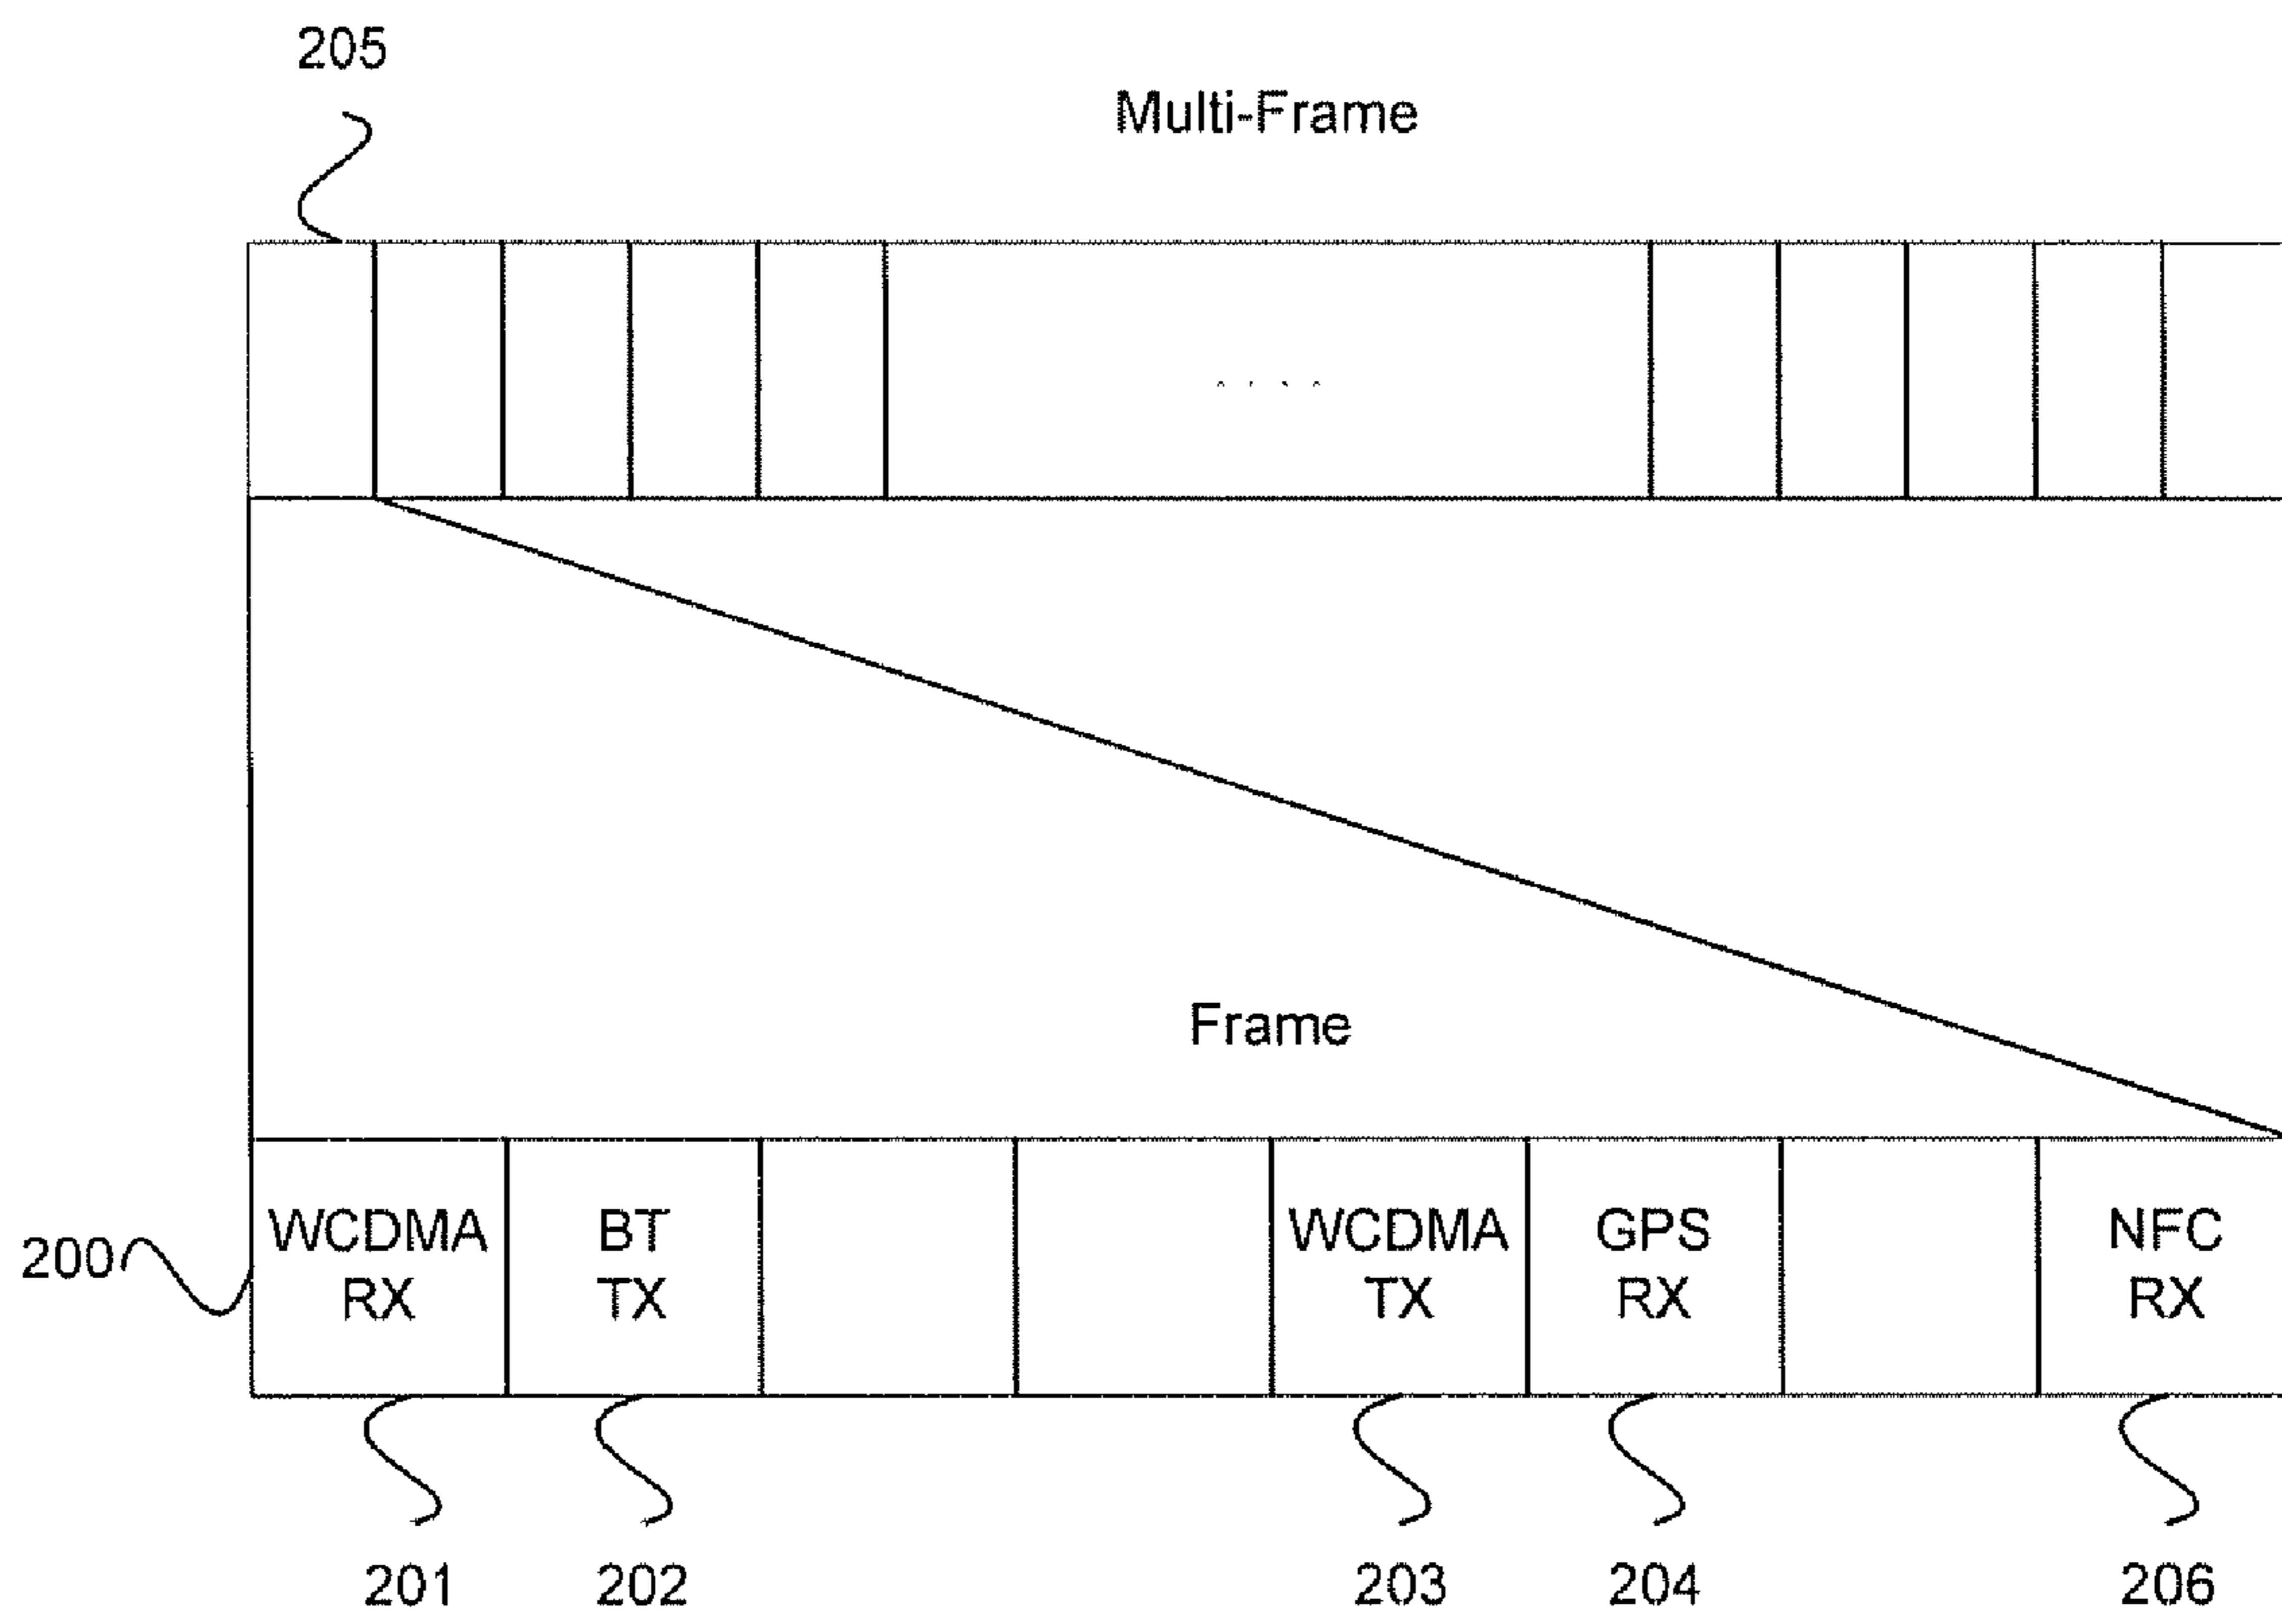 205
Multi-Frame
....
Frame
200
WCDMA
RX
BT
TX
WCDMA
TX
GPS
RX
NFC
RX
201
202
203
204
206